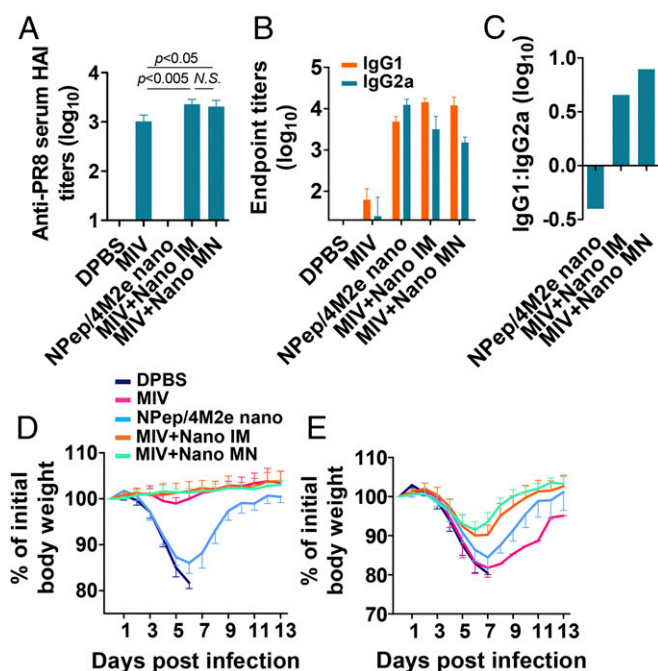 A
Anti-PR8 serum HAI
titers (log10)
p<0.05
p<0.005 N.S.
4
3
2
1
DPBS
MIV
NPep/4M2e nano
MIV+Nano IM
MIV+Nano MN
B
Endpoint titers
(log10)
IgG1
IgG2a
5
4
3
2
DPBS
MIV
NPep/4M2e nano
MIV+Nano IM
MIV+Nano MN
C
IgG1:IgG2a (log10)
1.0
0.5
0.0
-0.5
NPep/4M2e nano
MIV+Nano IM
MIV+Nano MN
DPBS
MIV
NPep/4M2e nano
MIV+Nano IM
MIV+Nano MN
D
% of initial
body weight
110
100
90
80
1 3 5 7 9 11 13
Days post infection
E
% of initial
body weight
110
100
90
80
70
1 3 5 7 9 11 13
Days post infection